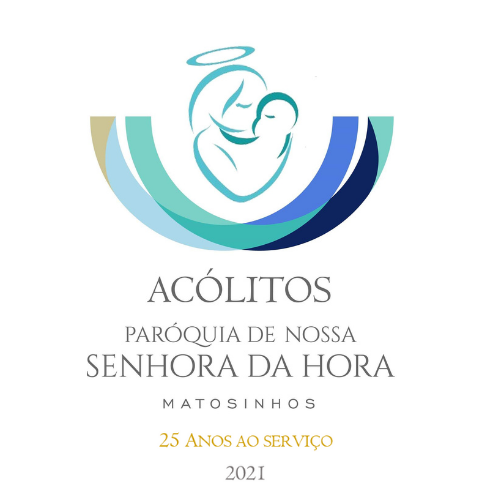 ACÓLITOS
PARÓQUIA DE NOSSA
SENHORA DA HORA
MATOSINHOS
25 ANOS AO SERVIÇO
2021